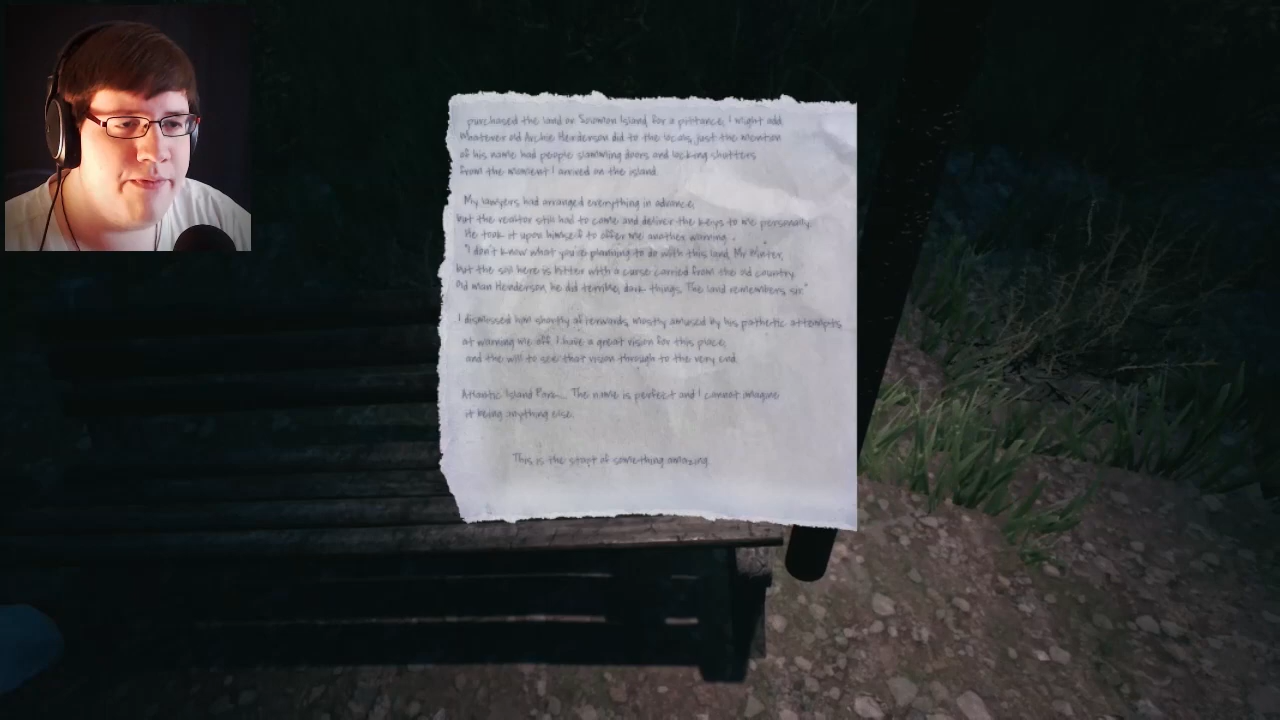 purchased the land on Solomon Island, for a pittance, I might add.
Whatever old Archie Henderson did to the locals, just the mention
of his name had people slamming doors and locking shutters
from the moment I arrived on the island.
My lawyers had arranged everything in advance,
but the realtor still had to come and deliver the keys to me personally.
He took it upon himself to offer me another warning.
"I don't know what you're planning to do with this land, Mr Winter,
but the soil here is bitter with a curse carried from the old country.
Old man Henderson, he did terrible, dark things. The land remembers, sir."
I dismissed him shortly afterwards, mostly amused by his pathetic attempts
at warning me off. I have a great vision for this place,
and the will to see that vision through to the very end.
Atlantic Island Park... The name is perfect and I cannot imagine
it being anything else.
This is the start of something amazing.